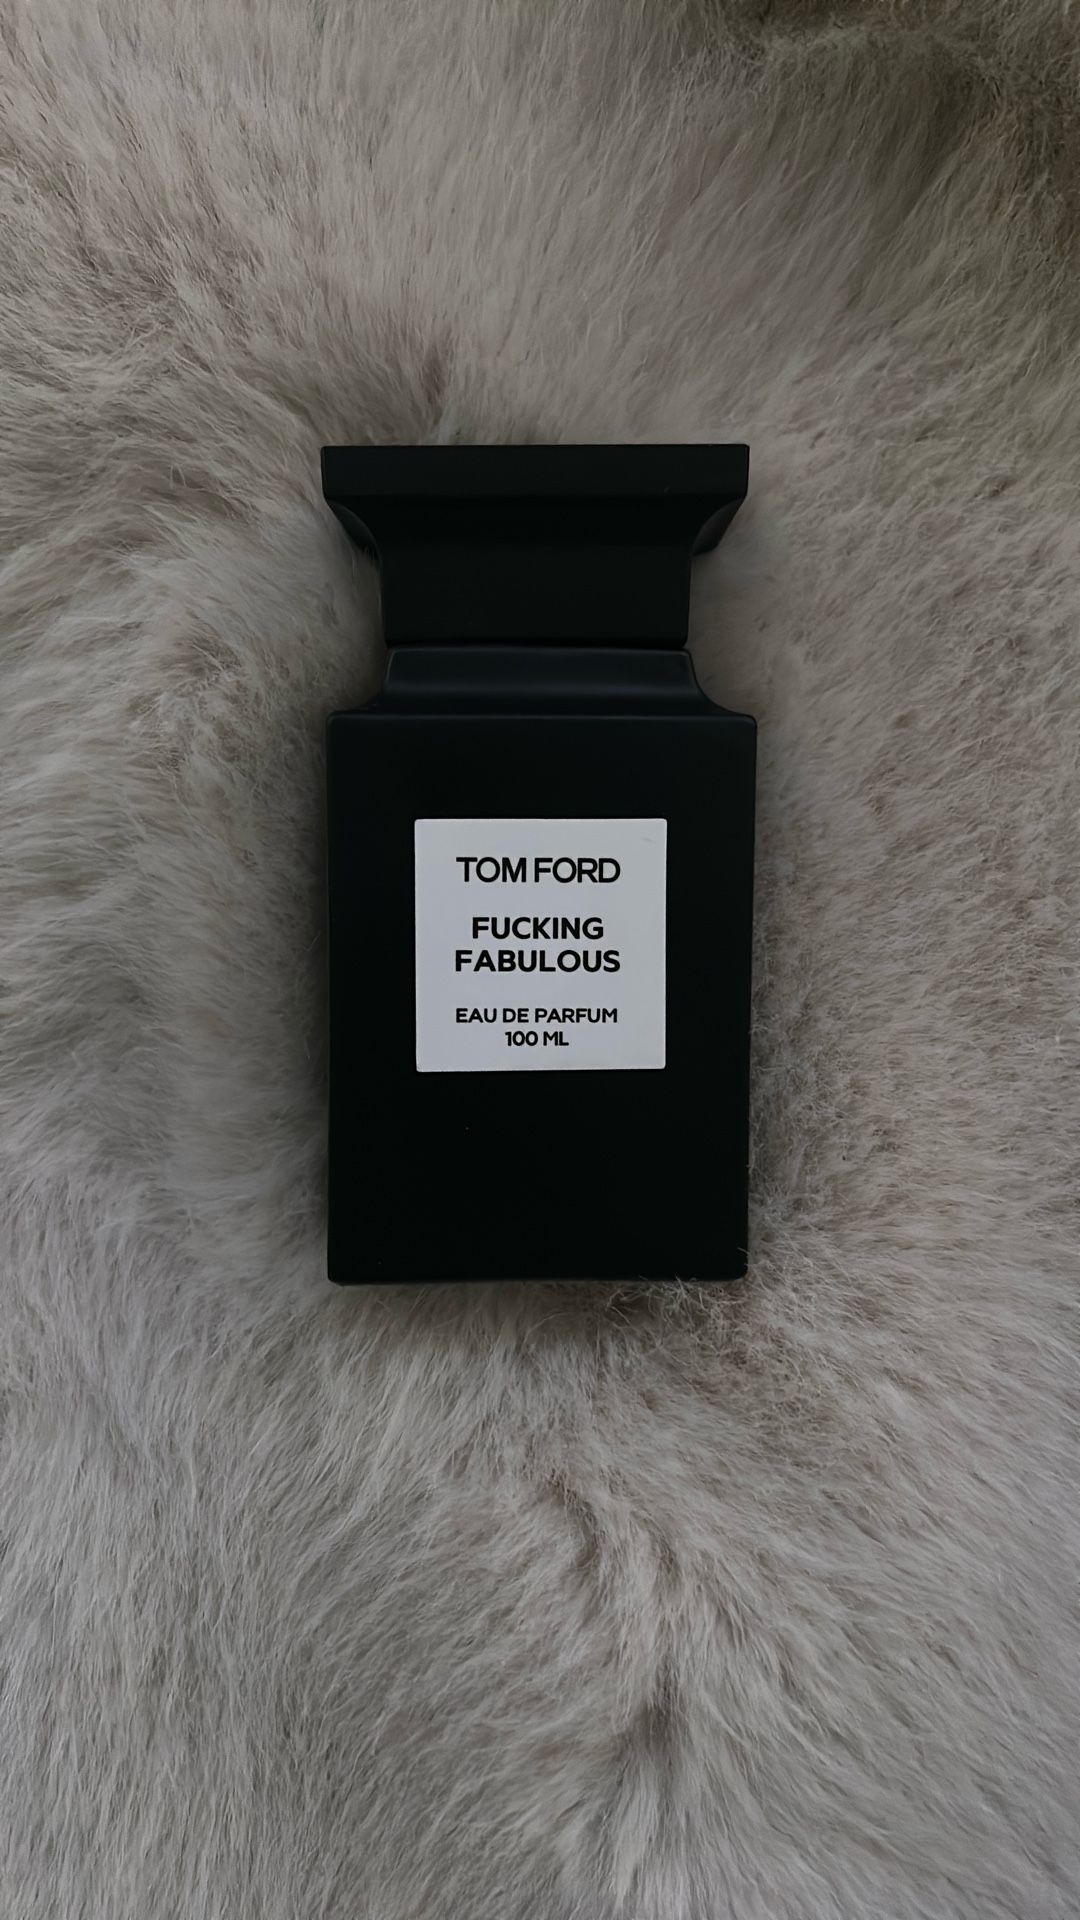 TOM FORD
FUCKING
FABULOUS
EAU DE PARFUM
100 ML